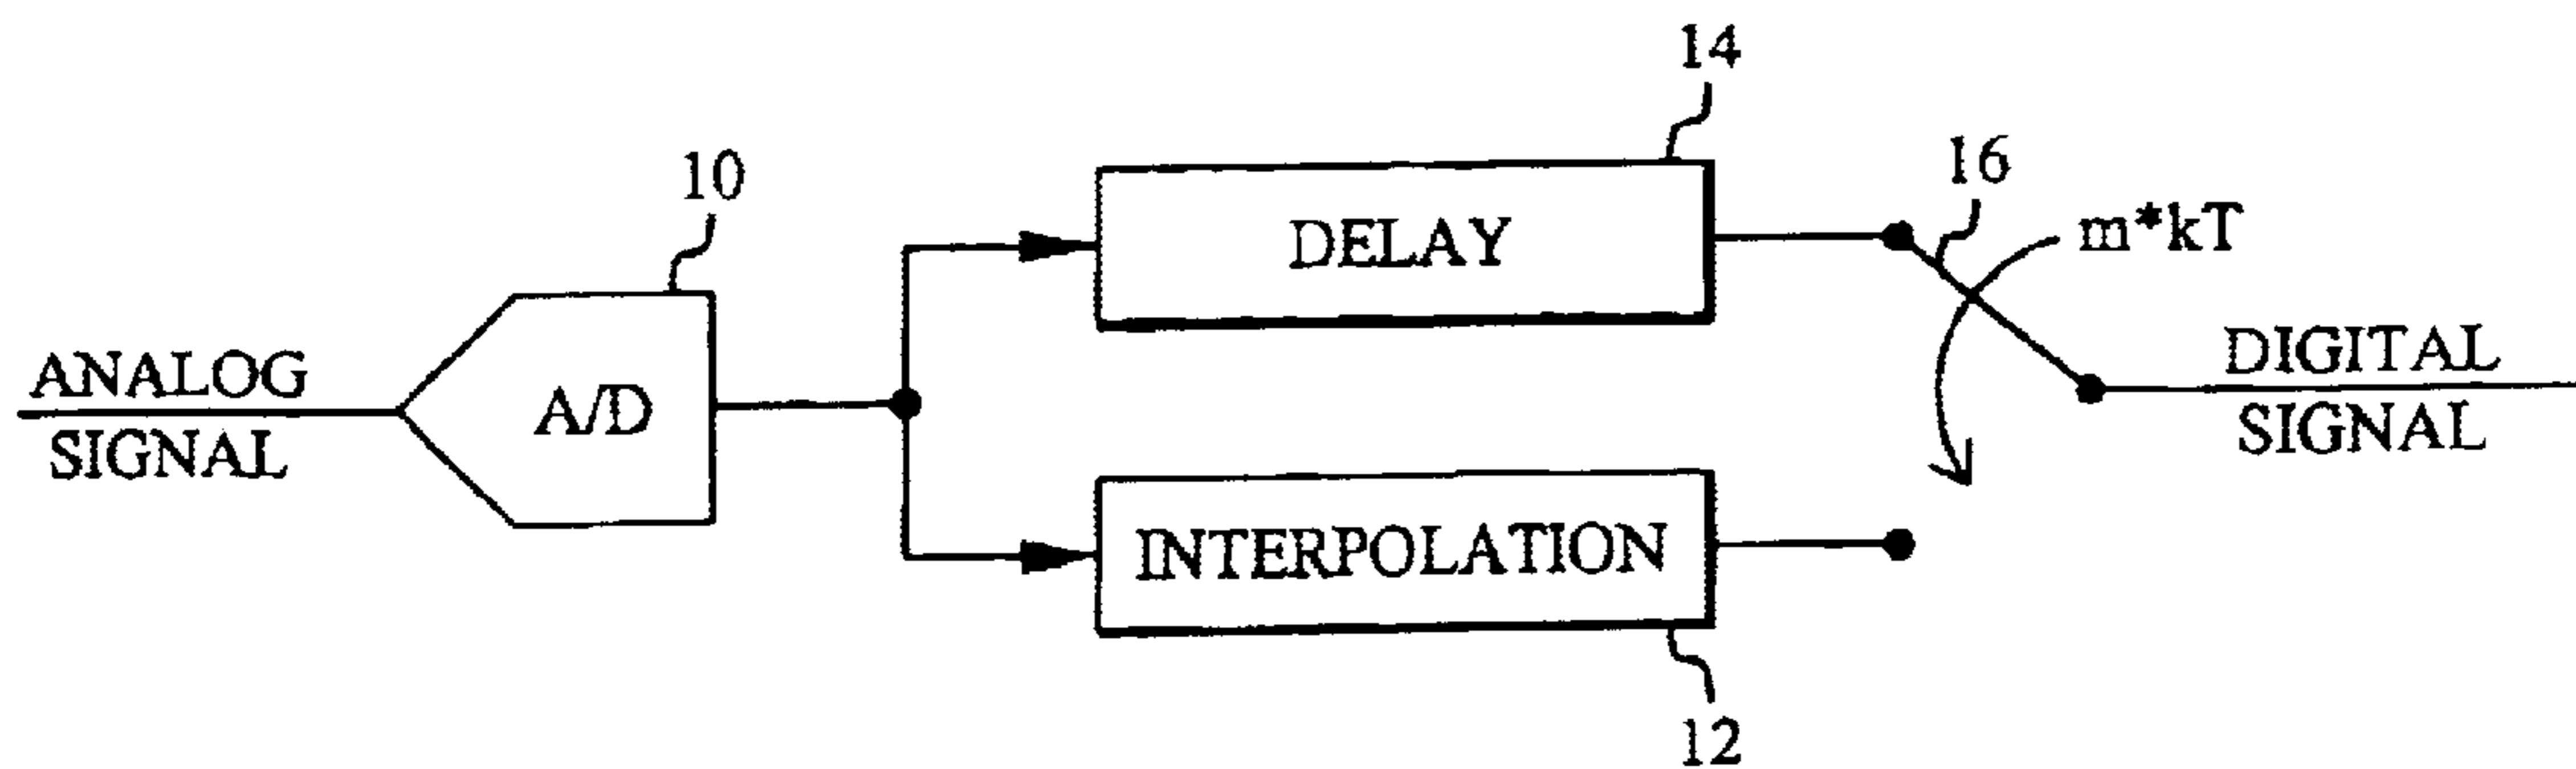 14
16
10
m*kT
DELAY
ANALOG
SIGNAL
A/D
DIGITAL
SIGNAL
INTERPOLATION
12